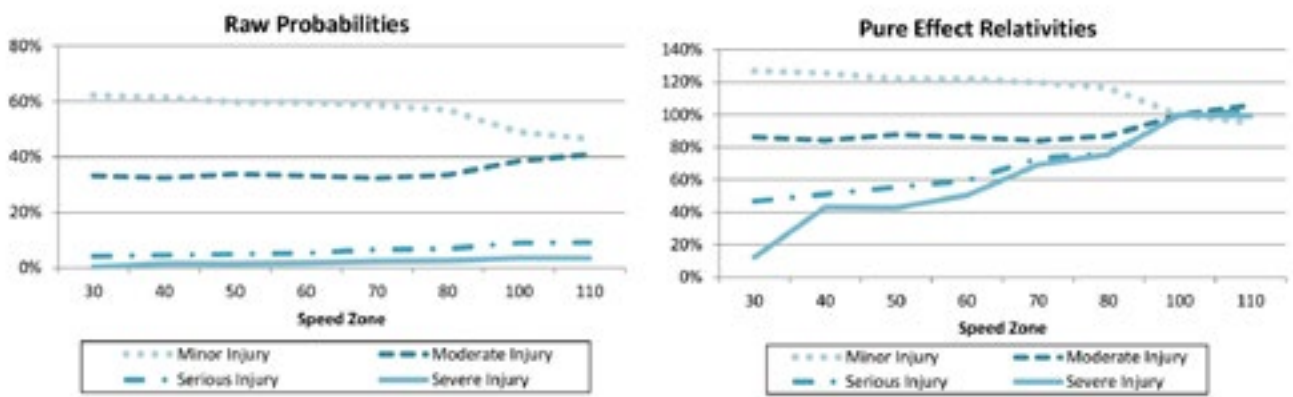 Raw Probabilities
80%
60%
40%
20%
0%
30 40 50 60 70 80 100 110
Speed Zone
Minor Injury Moderate Injury
Serious Injury Severe Injury
Pure Effect Relativities
140%
120%
100%
80%
60%
40%
20%
0%
30 40 50 60 70 80 100 110
Speed Zone
Minor Injury Moderate Injury
Serious Injury Severe Injury